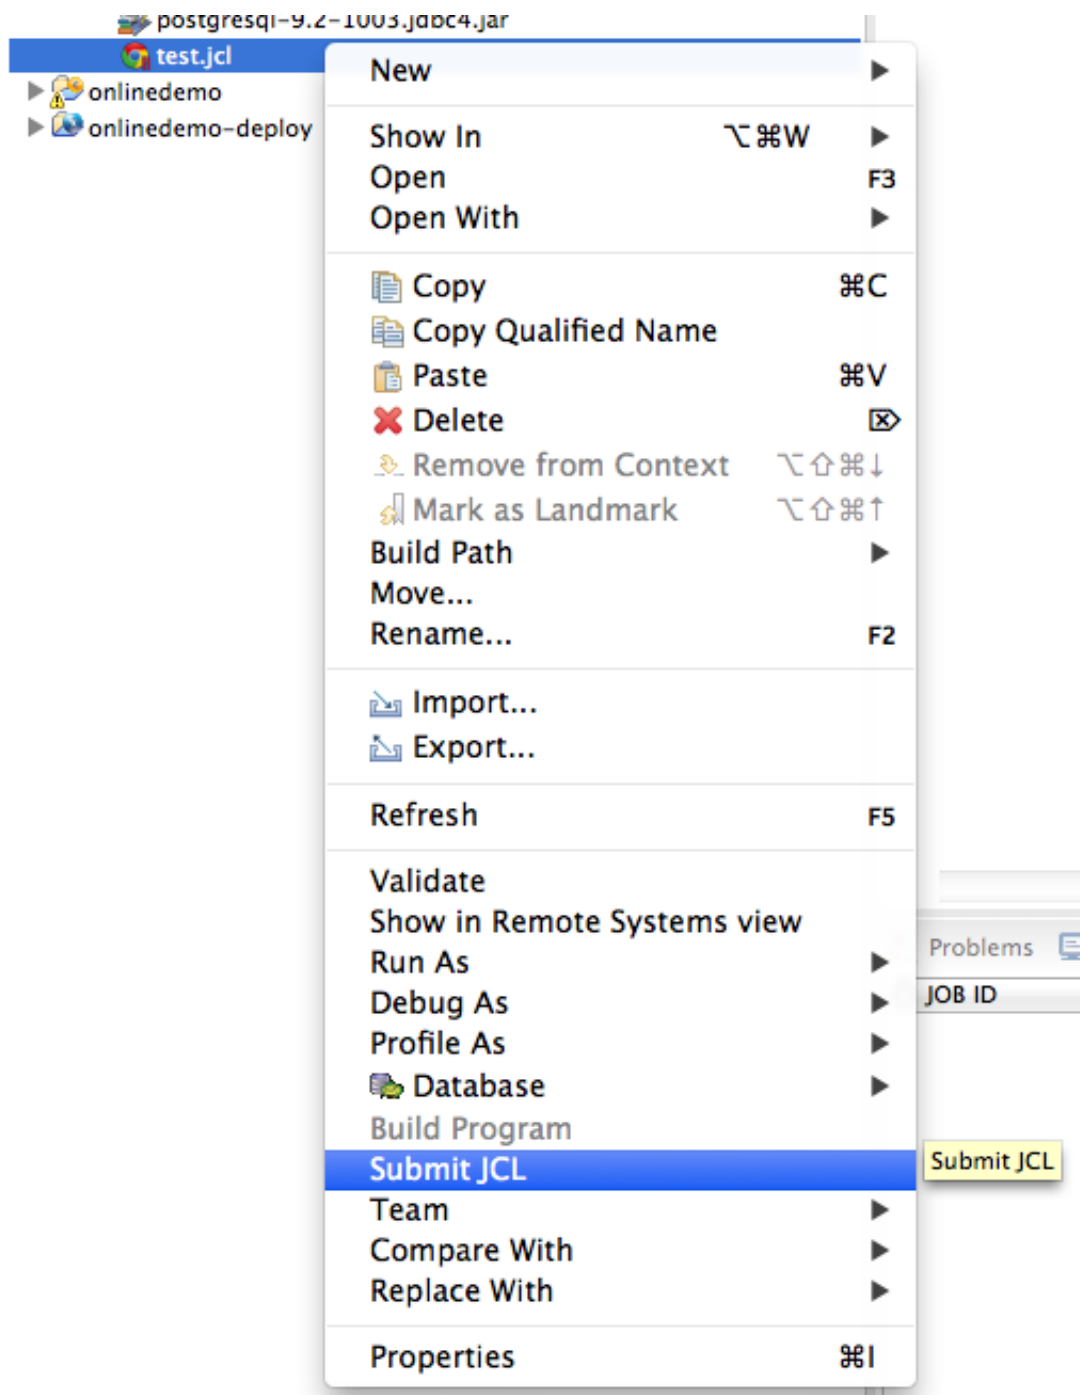 postgresql-9.2-1003.jdbc4.jar
test.jcl
onlinedemo
onlinedemo-deploy
New
Show In ⌥⌘W
Open F3
Open With
Copy ⌘C
Copy Qualified Name
Paste ⌘V
Delete ⌦
Remove from Context ⌥⇧⌘↓
Mark as Landmark ⌥⇧⌘↑
Build Path
Move...
Rename... F2
Import...
Export...
Refresh F5
Validate
Show in Remote Systems view
Run As
Debug As
Profile As
Database
Build Program
Submit JCL
Team
Compare With
Replace With
Properties ⌘I
Problems
JOB ID
Submit JCL